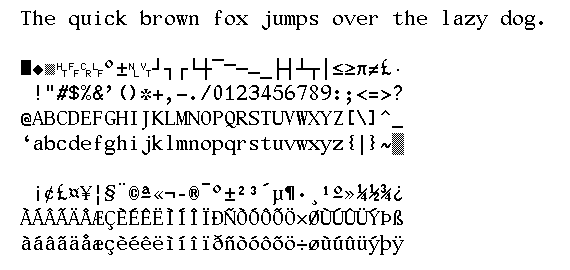 The quick brown fox jumps over the lazy dog.
█◆▒␉␌␍␊°±␤␋┘┐┌└┼⎺⎻─⎼⎽├┤┴┬│≤≥π≠£·
!"#$%&'()*+,-./0123456789:;<=>?
@ABCDEFGHIJKLMNOPQRSTUVWXYZ[\]^_
‘abcdefghijklmnopqrstuvwxyz{|}~▒
¡¢£¤¥¦§¨©ª«¬-®¯°±²³´µ¶·¸¹º»¼½¾¿
ÀÁÂÃÄÅÆÇÈÉÊËÌÍÎÏÐÑÒÓÔÕÖ×ØÙÚÛÜÝÞß
àáâãäåæçèéêëìíîïðñòóôõö÷øùúûüýþÿ